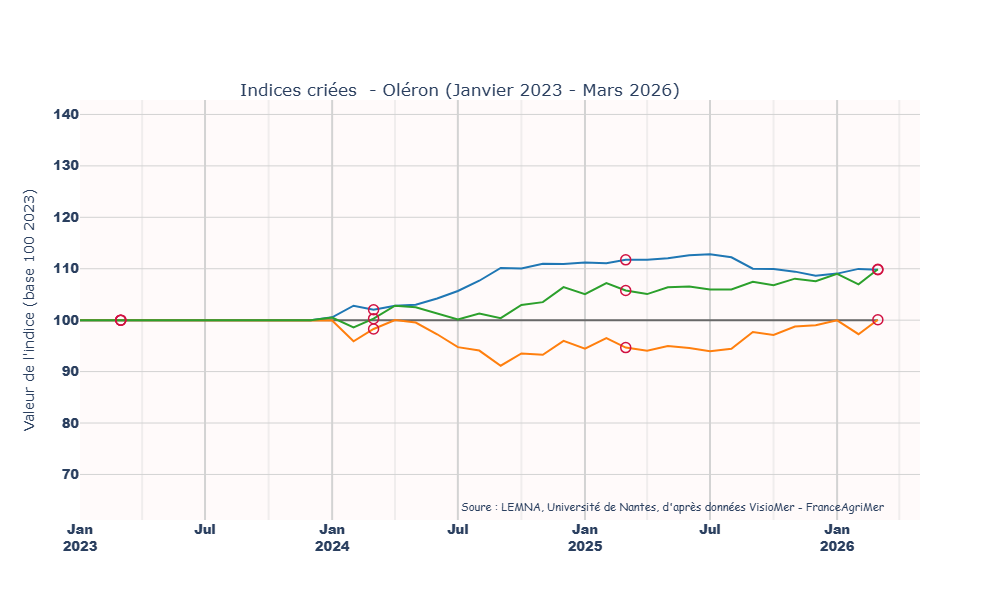 Indices criées  - Oléron (Janvier 2023 - Mars 2026)
Valeur de l'indice (base 100 2023)
140
130
120
110
100
90
80
70
Soure : LEMNA, Université de Nantes, d'après données VisioMer - FranceAgriMer
Jan Jul Jan Jul Jan Jul Jan
2023 2024 2025 2026